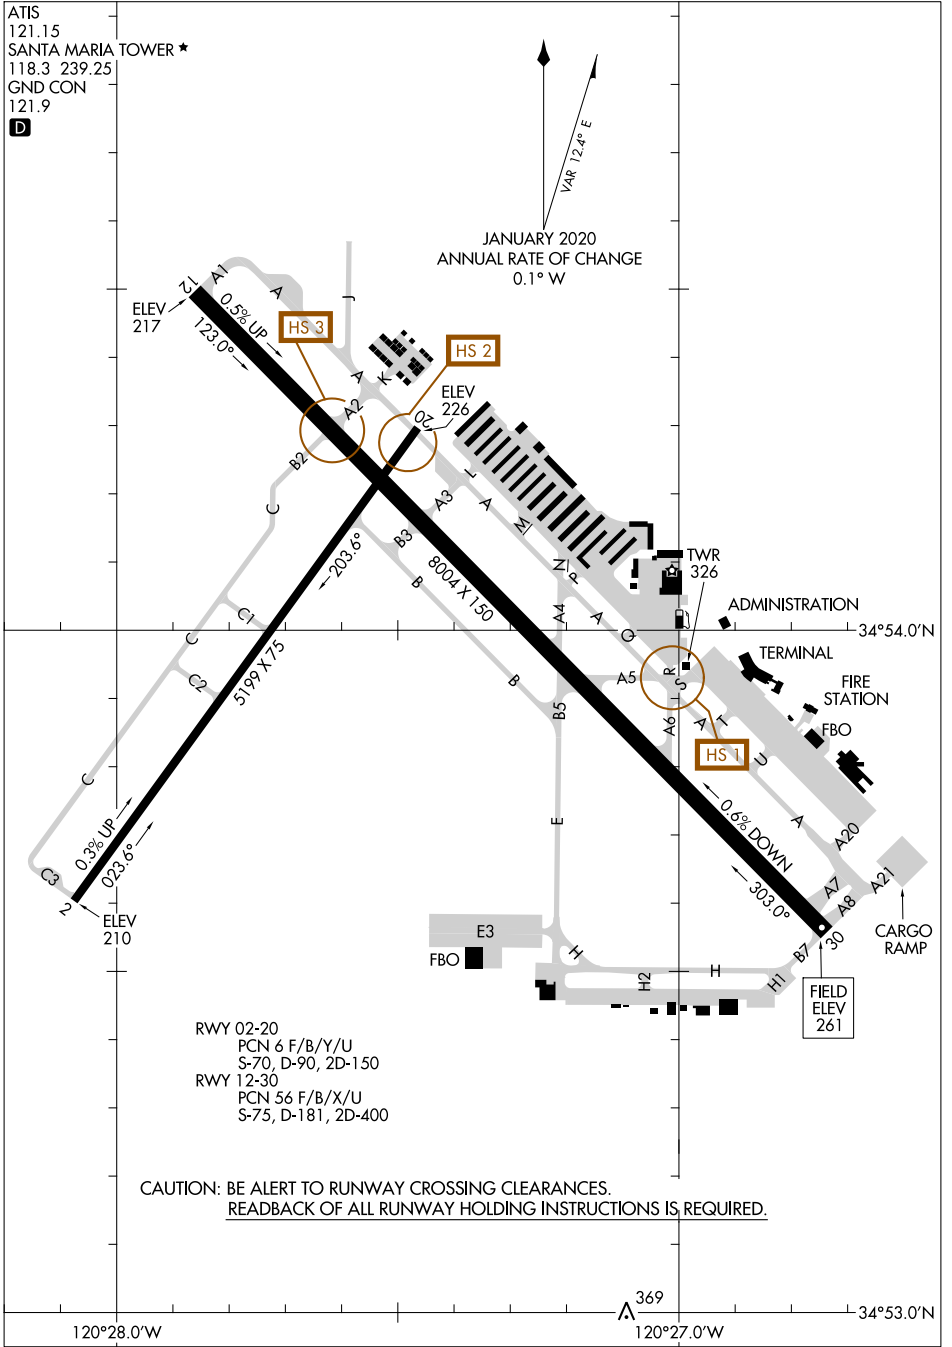 ATIS
121.15
SANTA MARIA TOWER ★
118.3 239.25
GND CON
121.9
D
VAR 12.4° E
JANUARY 2020
ANNUAL RATE OF CHANGE
0.1° W
12
ELEV
217
A1
A
0.5% UP
123.0°
J
HS 3
HS 2
A
K
A2
ELEV
226
20
B2
C
L
A3
A
M
B3
203.6°
8004 X 150
B
N
P
TWR
326
A4
A
Q
ADMINISTRATION
34°54.0'N
C1
C
5199 X 75
C2
B
B5
A5
R
S
A6
A
T
U
HS 1
TERMINAL
FIRE
STATION
FBO
C
0.3% UP
023.6°
E
0.6% DOWN
303.0°
A
A20
C3
2
ELEV
210
A7
A8
A21
CARGO
RAMP
E3
FBO
H
H2
H
H1
B7
30
FIELD
ELEV
261
RWY 02-20
PCN 6 F/B/Y/U
S-70, D-90, 2D-150
RWY 12-30
PCN 56 F/B/X/U
S-75, D-181, 2D-400
CAUTION: BE ALERT TO RUNWAY CROSSING CLEARANCES.
READBACK OF ALL RUNWAY HOLDING INSTRUCTIONS IS REQUIRED.
369
34°53.0'N
120°28.0'W
120°27.0'W